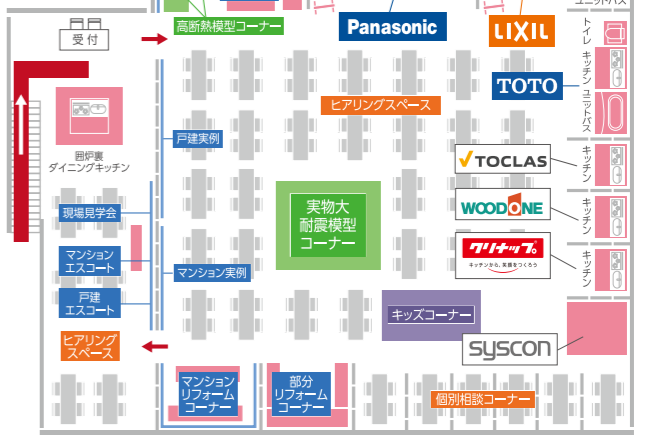 ユニットバス
高断熱模型コーナー
Panasonic
LIXIL
トイレ
受付
キッチン
TOTO
ユニットバス
ヒアリングスペース
戸建実例
囲炉裏
ダイニングキッチン
TOCLAS
キッチン
現場見学会
実物大
耐震模型
コーナー
WOODONE
キッチン
マンション
エスコート
マンション実例
クリナップ
キッチンから、笑顔をつくろう
キッチン
戸建
エスコート
キッズコーナー
ヒアリング
スペース
syscon
マンション
リフォーム
コーナー
部分
リフォーム
コーナー
個別相談コーナー